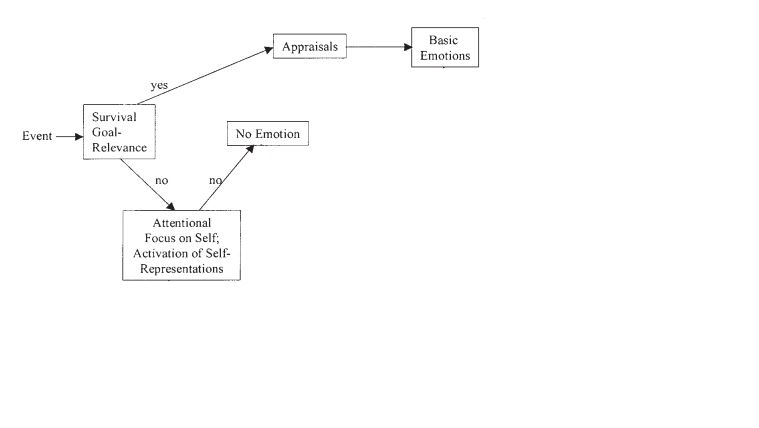 Appraisals
Basic
Emotions
yes
Event
Survival
Goal-
Relevance
No Emotion
no
no
Attentional
Focus on Self;
Activation of Self-
Representations